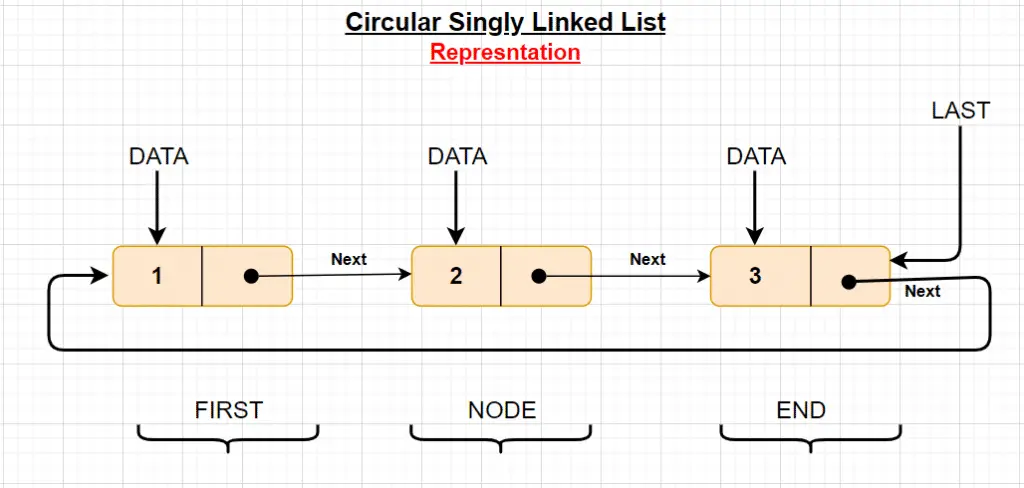 Circular Singly Linked List
Represntation
LAST
DATA DATA DATA
1 Next 2 Next 3 Next
FIRST NODE END